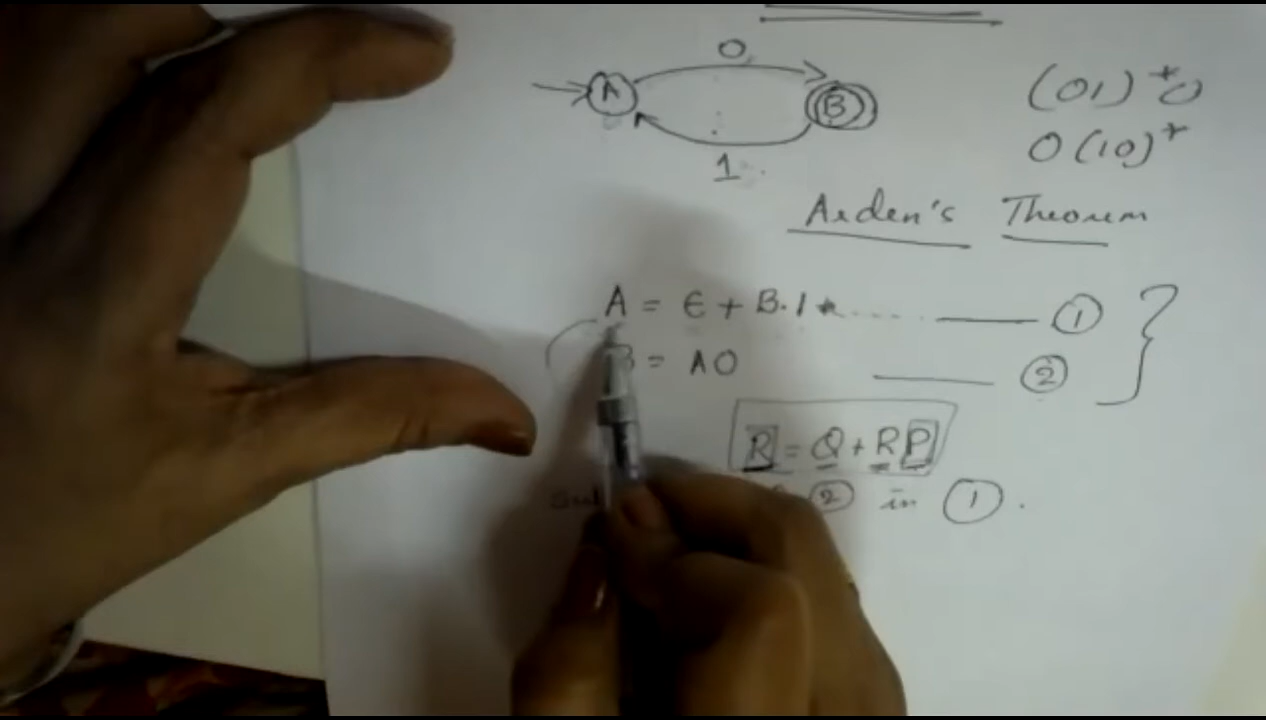 0
A
B
1
(01)*0
0(10)*
Arden's Theorem
A = ε + B.1 ①
B = A0 ②
R = Q + RP
② in ① .